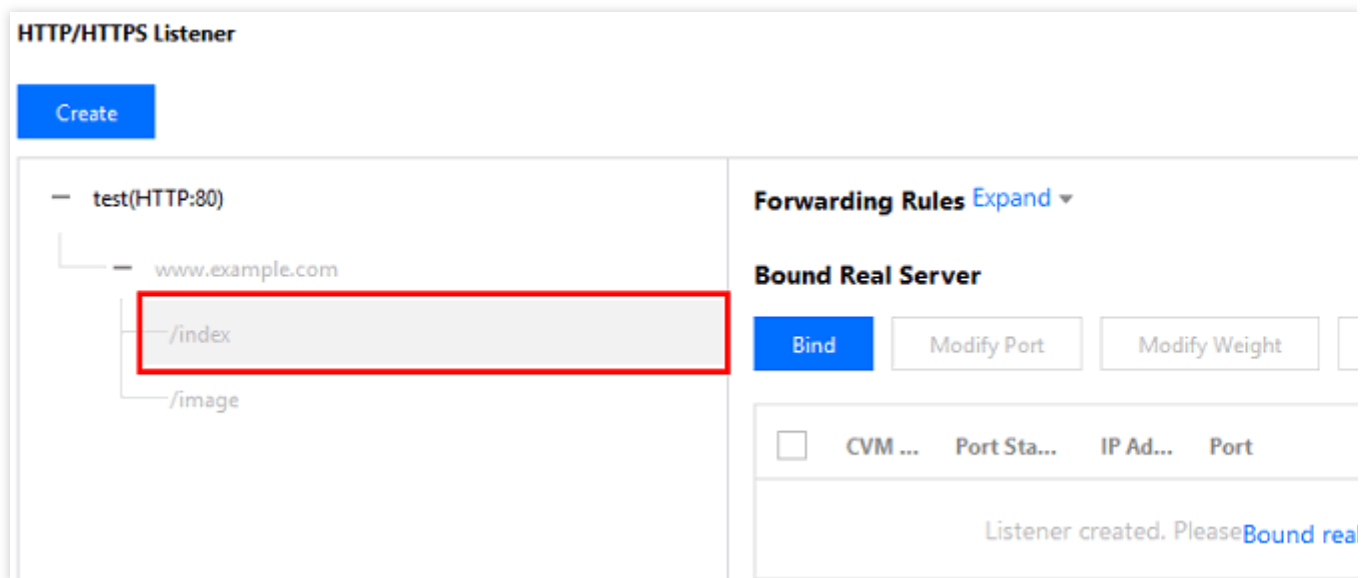 HTTP/HTTPS Listener
Create
test(HTTP:80)
www.example.com
/index
/image
Forwarding Rules Expand
Bound Real Server
Bind Modify Port Modify Weight
CVM ... Port Sta... IP Ad... Port
Listener created. Please Bound real